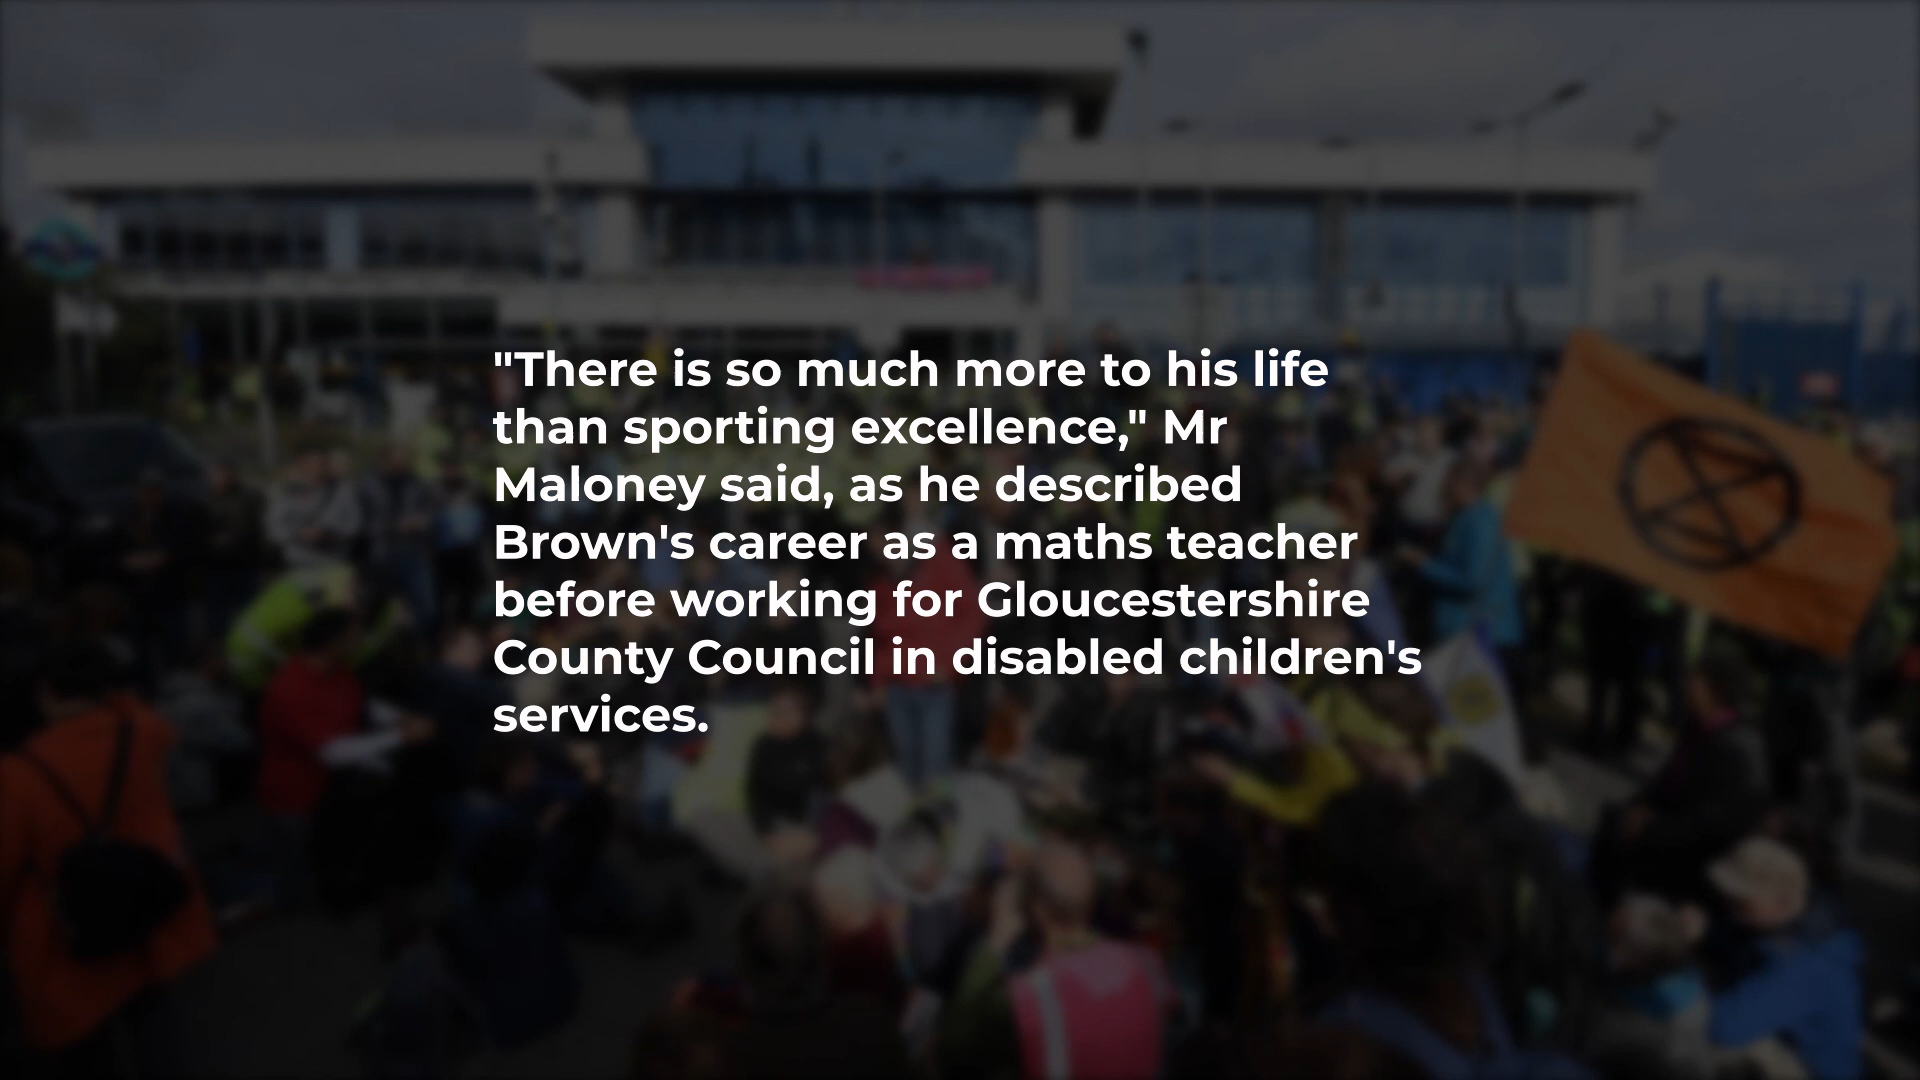 "There is so much more to his life
than sporting excellence," Mr
Maloney said, as he described
Brown's career as a maths teacher
before working for Gloucestershire
County Council in disabled children's
services.